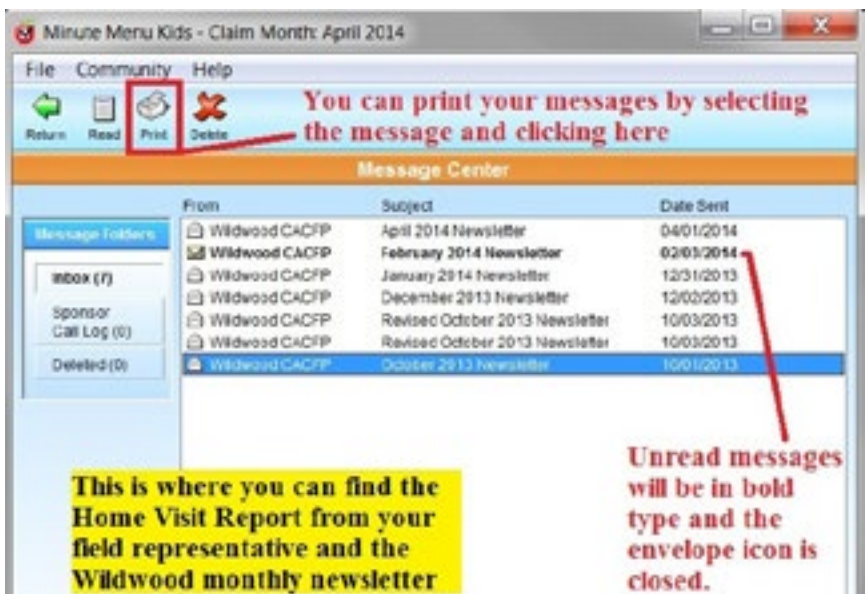 Minute Menu Kids - Claim Month: April 2014
File Community Help
Return Read Print Delete
You can print your messages by selecting
the message and clicking here
Message Center
From Subject Date Sent
Message Folders
Inbox (7)
Sponsor
Call Log (0)
Deleted (0)
Wildwood CACFP April 2014 Newsletter 04/01/2014
Wildwood CACFP February 2014 Newsletter 02/03/2014
Wildwood CACFP January 2014 Newsletter 12/31/2013
Wildwood CACFP December 2013 Newsletter 12/02/2013
Wildwood CACFP Revised October 2013 Newsletter 10/03/2013
Wildwood CACFP Revised October 2013 Newsletter 10/03/2013
Wildwood CACFP October 2013 Newsletter 10/01/2013
This is where you can find the
Home Visit Report from your
field representative and the
Wildwood monthly newsletter
Unread messages
will be in bold
type and the
envelope icon is
closed.